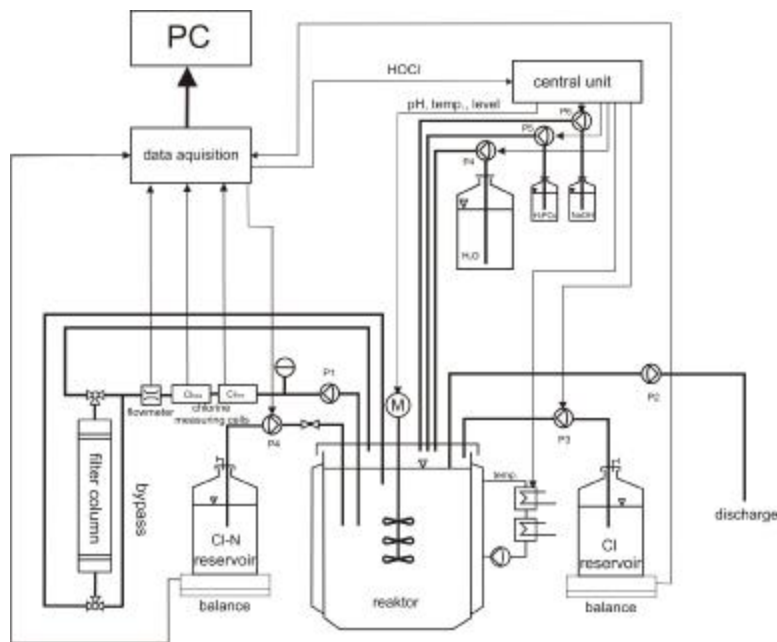 PC
HOCl
central unit
pH, temp., level
P6
P5
P4
data aquisition
H₂O
NaOH
P1
flowmeter
chlorine
measuring cells
P4
M
P2
P3
filter column
bypass
temp.
Cl-N
reservoir
Cl
reservoir
discharge
balance
reaktor
balance